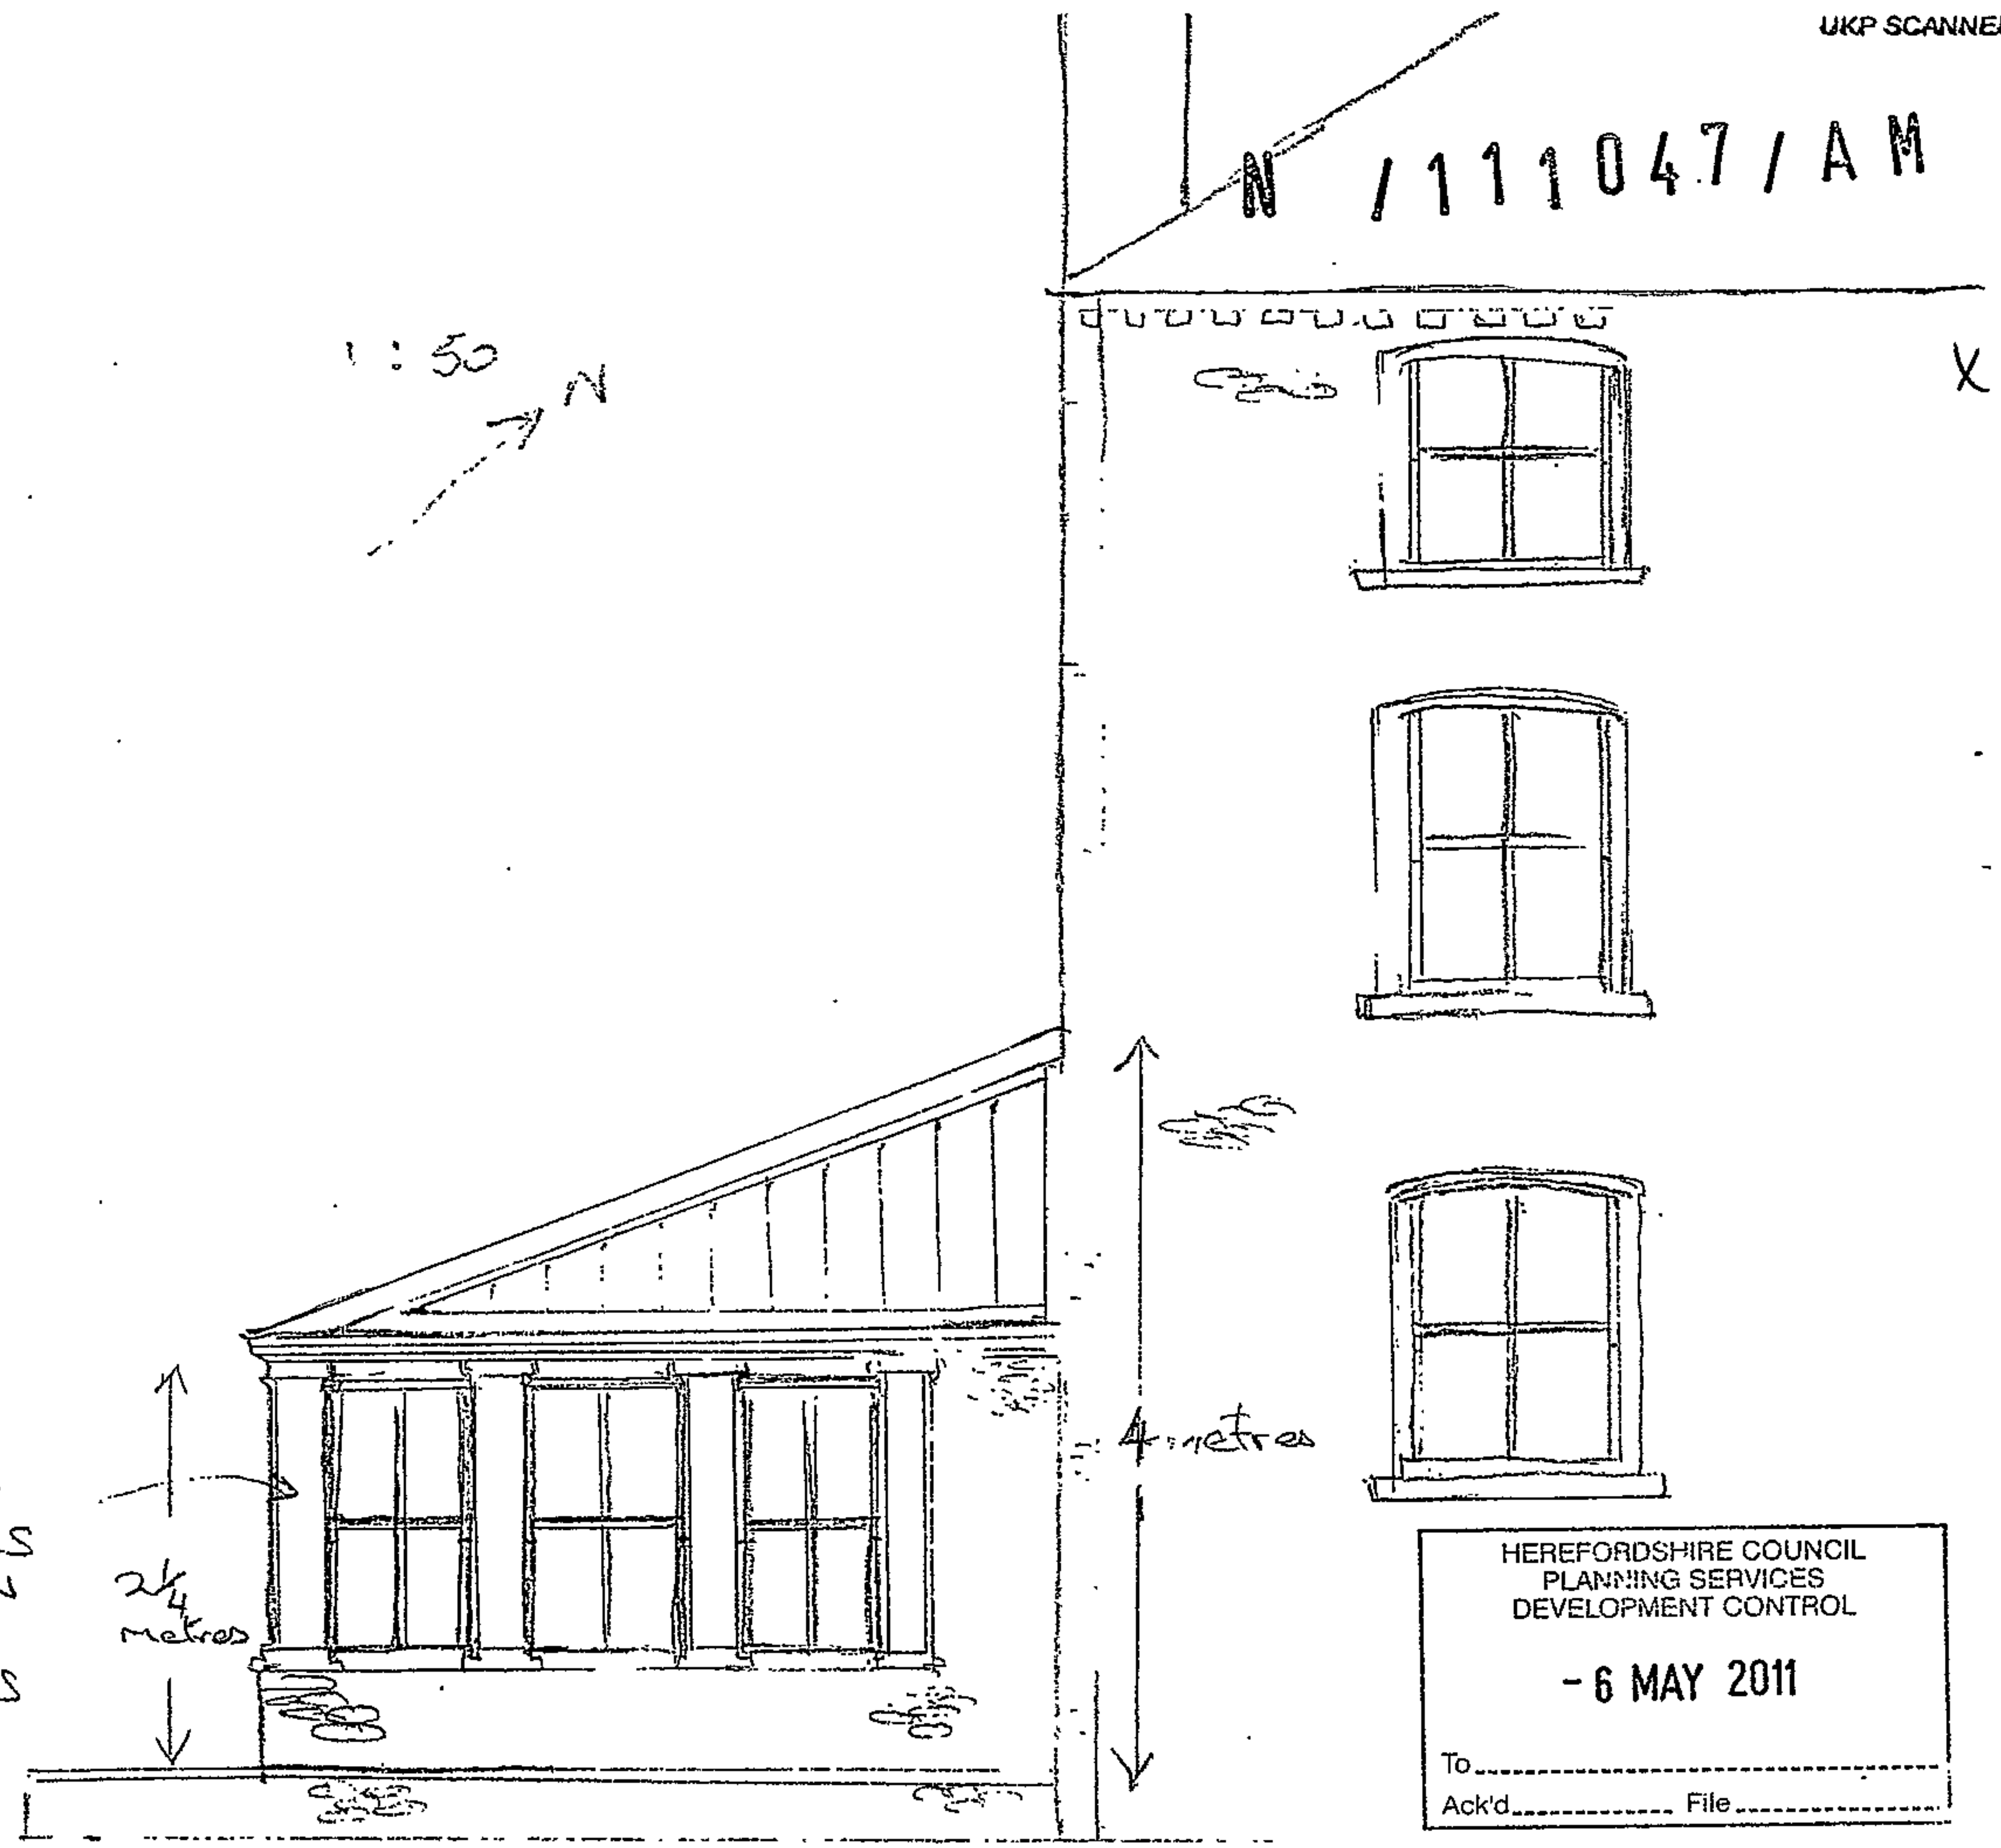 UKP SCANNE
N /111047/AM
1:50
N
X
4 metres
2¼
metres
HEREFORDSHIRE COUNCIL
PLANNING SERVICES
DEVELOPMENT CONTROL
- 6 MAY 2011
To
Ack'd File